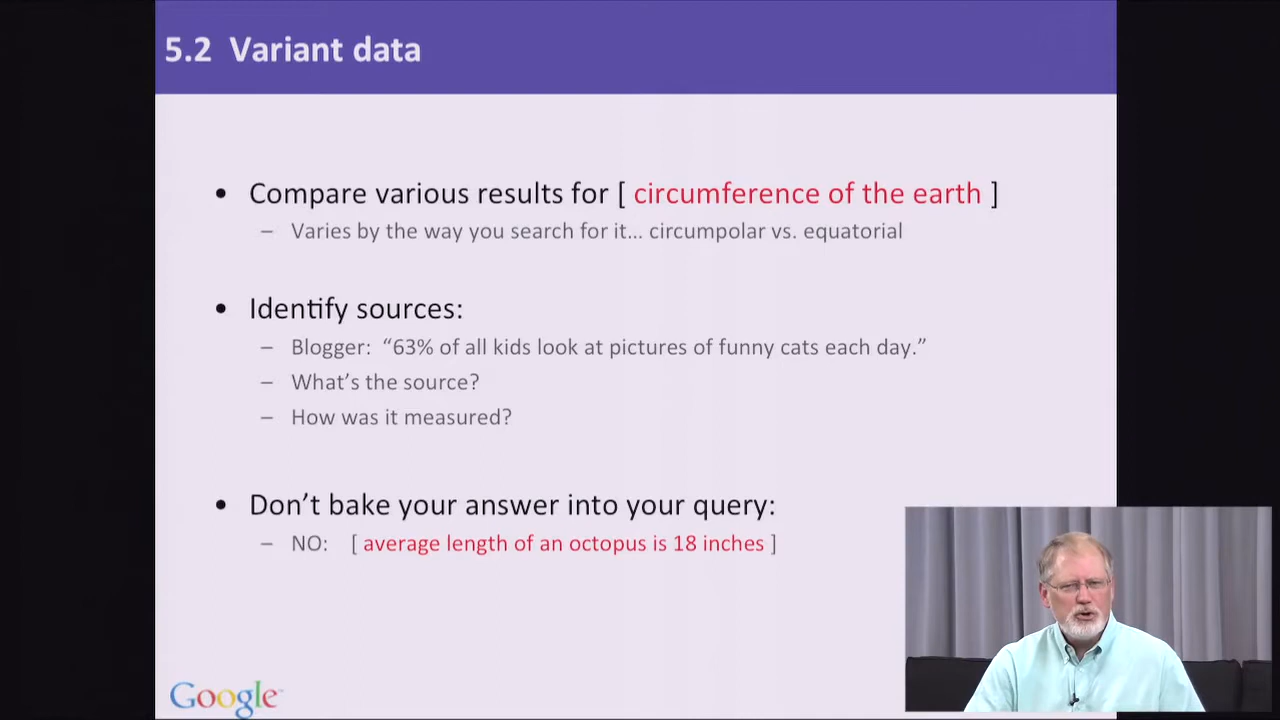 5.2 Variant data
• Compare various results for [ circumference of the earth ]
– Varies by the way you search for it... circumpolar vs. equatorial
• Identify sources:
– Blogger: “63% of all kids look at pictures of funny cats each day.”
– What’s the source?
– How was it measured?
• Don’t bake your answer into your query:
– NO: [ average length of an octopus is 18 inches ]
Google